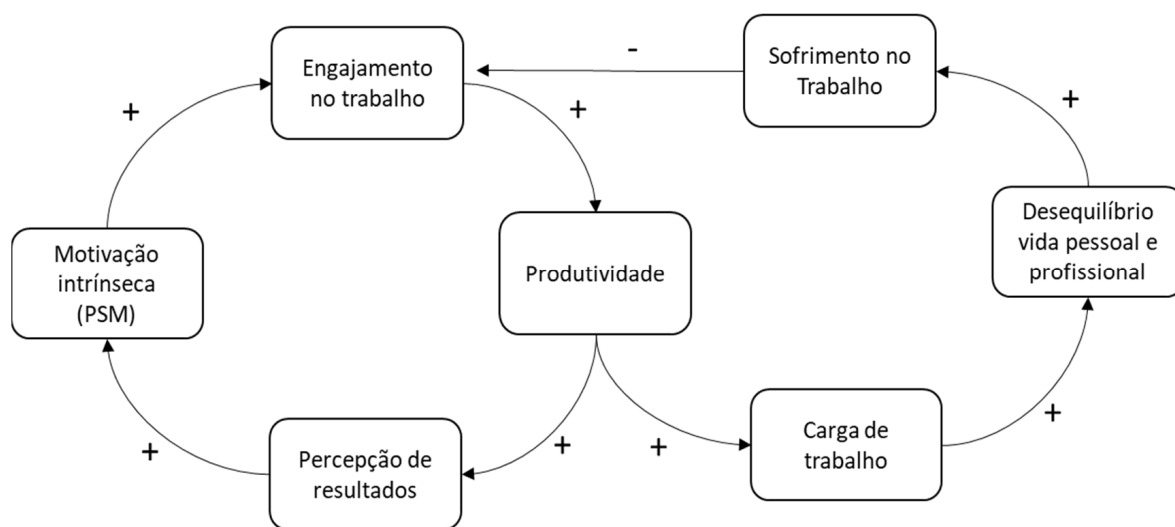 Engajamento
no trabalho
-
Sofrimento no
Trabalho
+
+
+
Motivação
intrínseca
(PSM)
Produtividade
Desequilíbrio
vida pessoal e
profissional
+
Percepção de
resultados
+
+
Carga de
trabalho
+